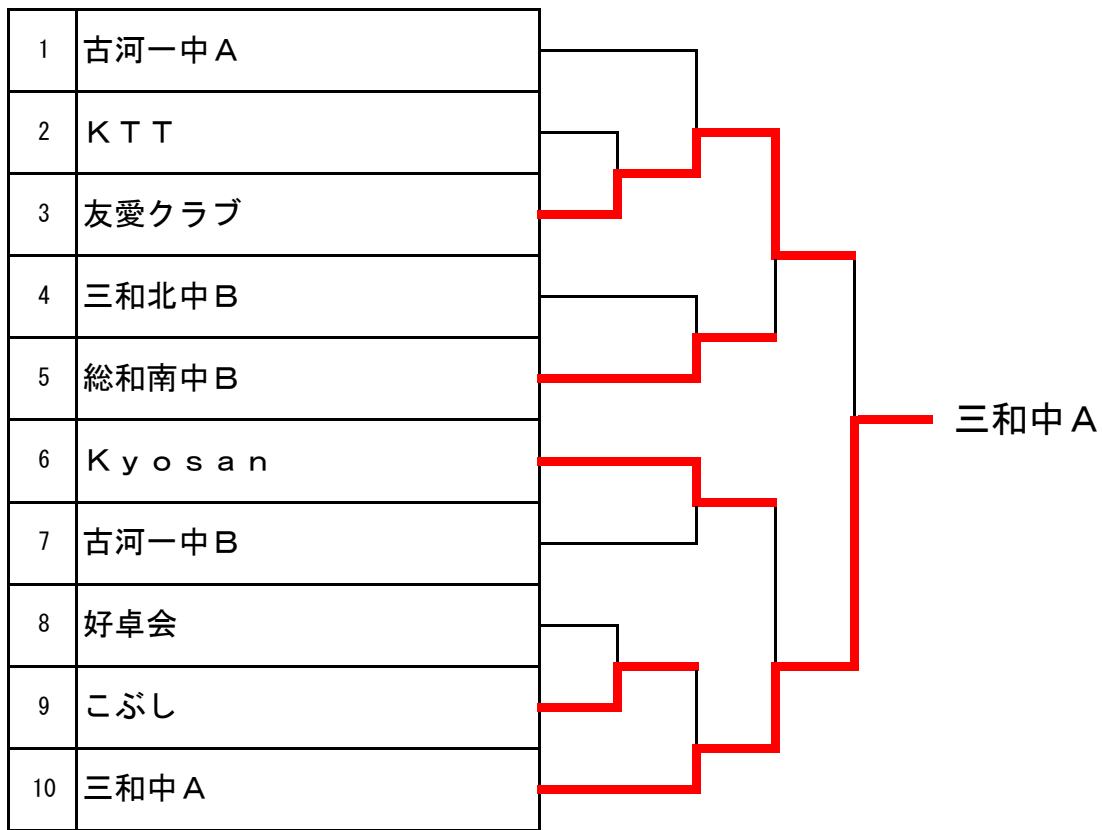 1 古河一中Ａ
2 ＫＴＴ
3 友愛クラブ
4 三和北中Ｂ
5 総和南中Ｂ
6 Ｋｙｏｓａｎ
7 古河一中Ｂ
8 好卓会
9 こぶし
10 三和中Ａ
三和中Ａ